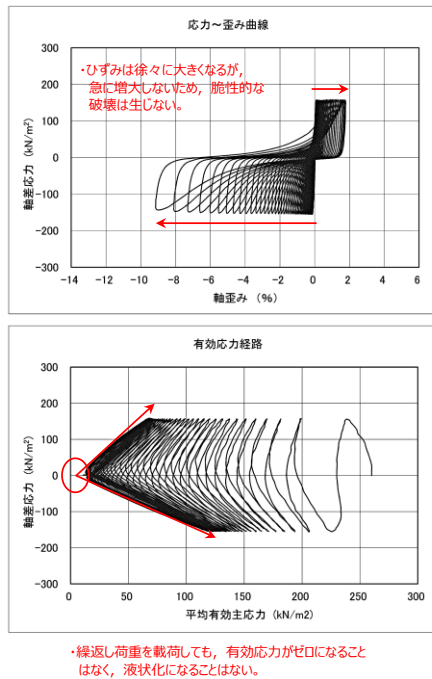 応力～歪み曲線
300
200
100
0
-100
-200
-300
軸差応力（kN/m²）
・ひずみは徐々に大きくなるが，
急に増大しないため，脆性的な
破壊は生じない。
-14 -12 -10 -8 -6 -4 -2 0 2 4 6
軸歪み （%）
有効応力経路
300
200
100
0
-100
-200
-300
軸差応力（kN/m²）
0 50 100 150 200 250 300
平均有効主応力（kN/m2）
・繰返し荷重を載荷しても，有効応力がゼロになること
はなく，液状化になることはない。